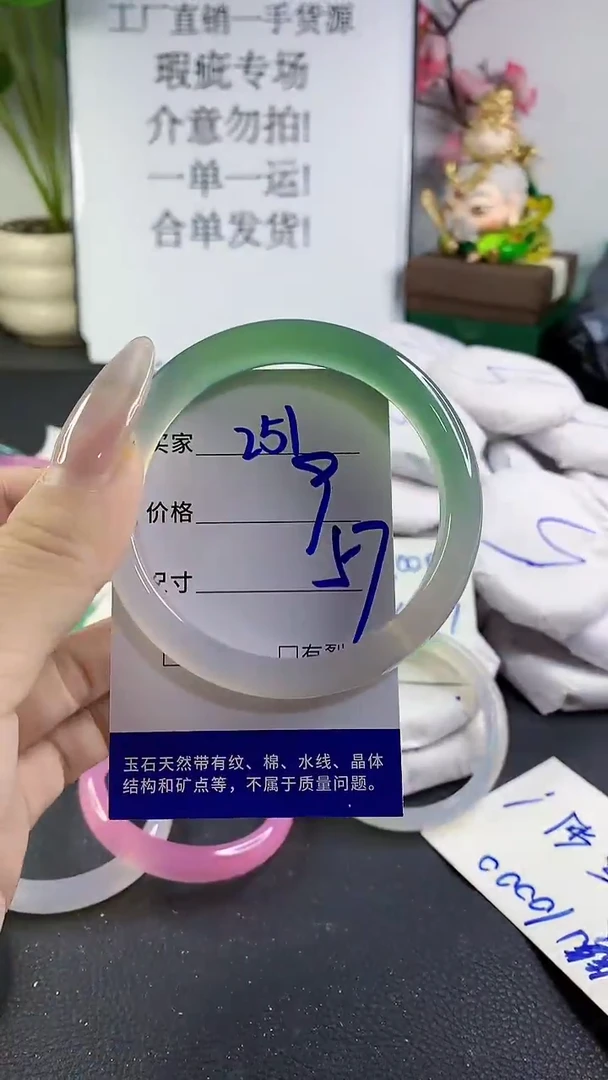 工厂直销一手货源
瑕疵专场
介意勿拍!
一单一运!
合单发货!
买家 251
价格 9
尺寸 57
玉石天然带有纹、棉、水线、晶体
结构和矿点等，不属于质量问题。
10000